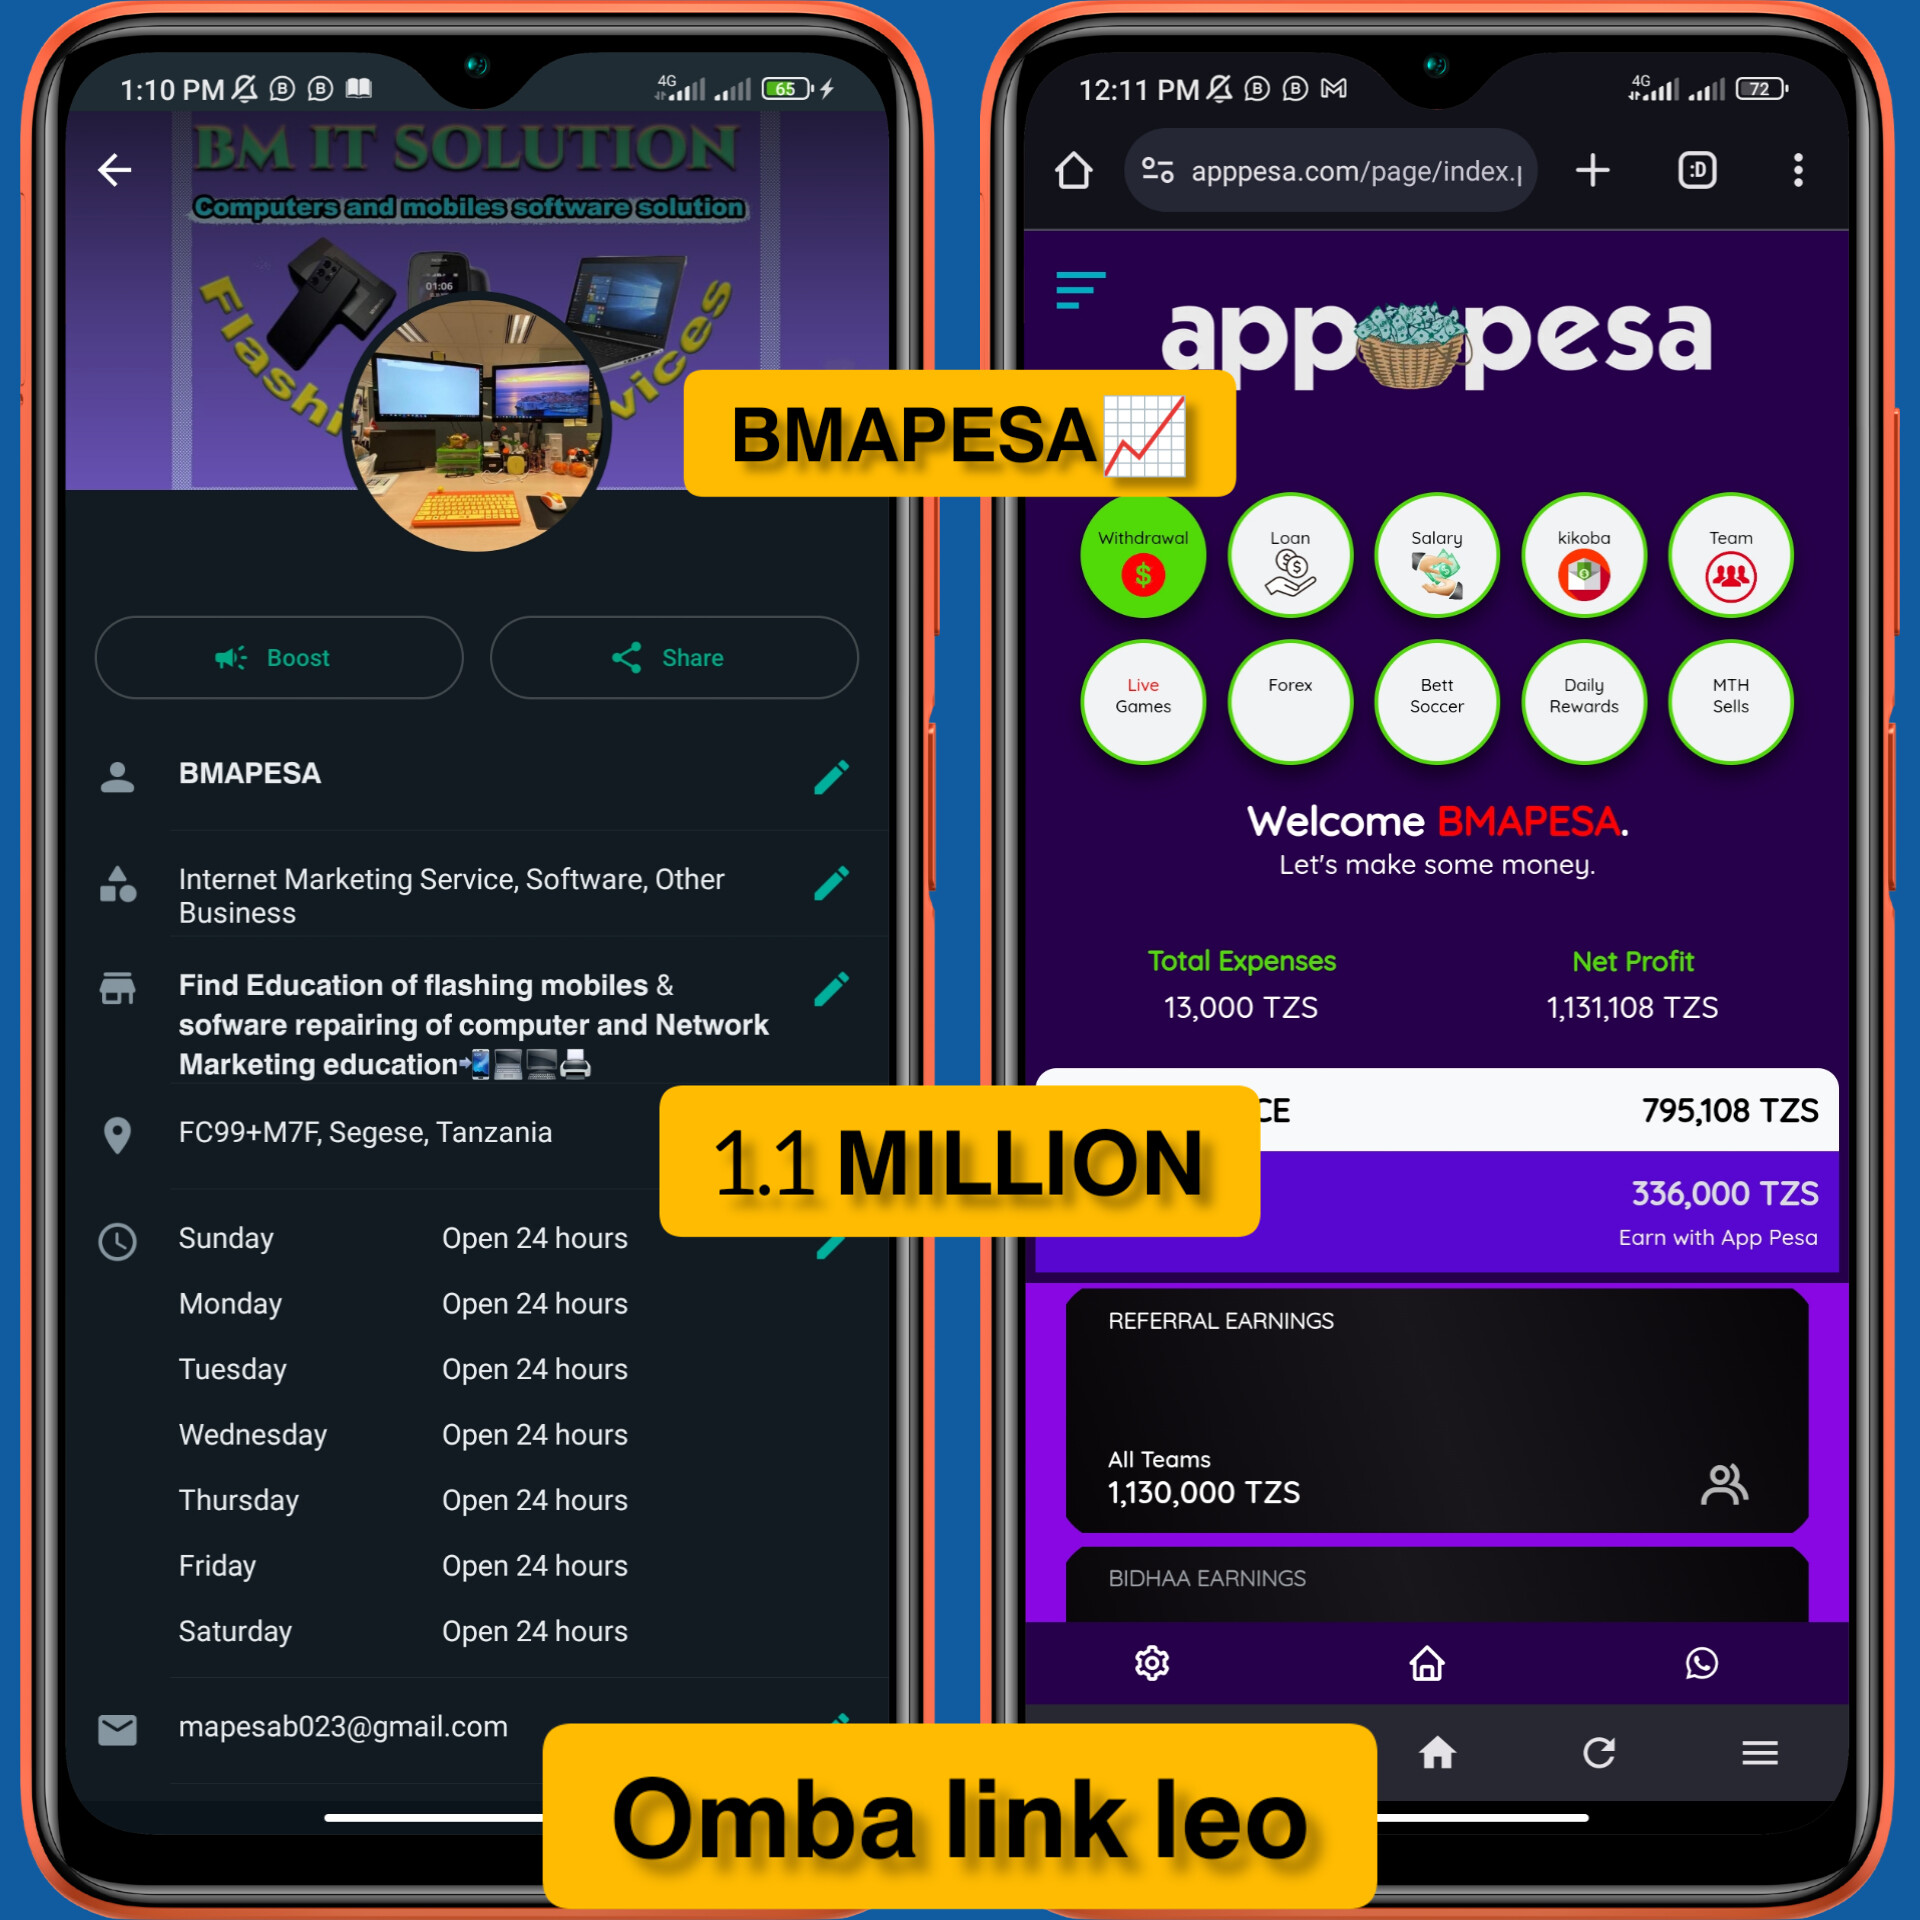 1:10 PM
4G
65
BM IT SOLUTION
Computers and mobiles software solution
01:06
BMAPESA
Boost
Share
BMAPESA
Internet Marketing Service, Software, Other
Business
Find Education of flashing mobiles &
sofware repairing of computer and Network
Marketing education
FC99+M7F, Segese, Tanzania
Sunday Open 24 hours
Monday Open 24 hours
Tuesday Open 24 hours
Wednesday Open 24 hours
Thursday Open 24 hours
Friday Open 24 hours
Saturday Open 24 hours
mapesab023@gmail.com
12:11 PM
4G
72
apppesa.com/page/index.
app pesa
Withdrawal
Loan
Salary
kikoba
Team
Live
Games
Forex
Bett
Soccer
Daily
Rewards
MTH
Sells
Welcome BMAPESA.
Let's make some money.
Total Expenses Net Profit
13,000 TZS 1,131,108 TZS
795,108 TZS
1.1 MILLION
336,000 TZS
Earn with App Pesa
REFERRAL EARNINGS
All Teams
1,130,000 TZS
BIDHAA EARNINGS
Omba link leo